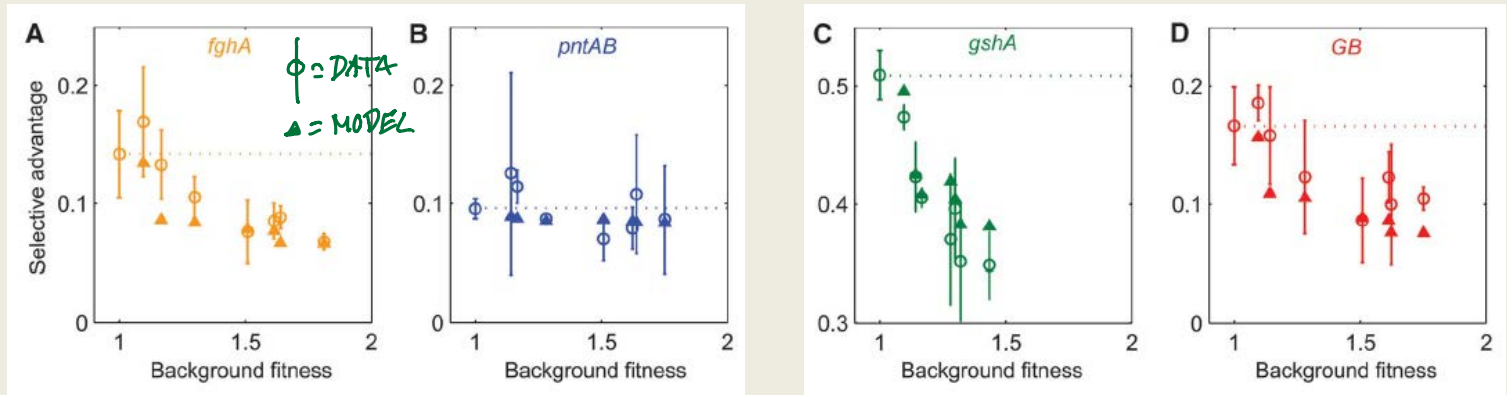 A
fghA
⌽ = DATA
▲ = MODEL
Selective advantage
0.2
0.1
0
1
1.5
2
Background fitness
B
pntAB
0.2
0.1
0
1
1.5
2
Background fitness
C
gshA
0.5
0.4
0.3
1
1.5
2
Background fitness
D
GB
0.2
0.1
0
1
1.5
2
Background fitness